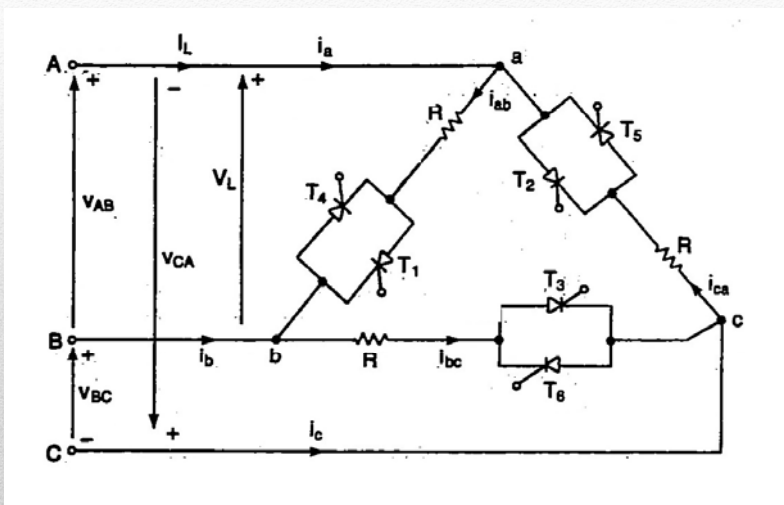 A I_L i_a a
+ - +
i_ab
R
T_5
T_4 T_2
V_L
v_AB
T_1 R
v_CA
T_3 i_ca
c
B i_b b R i_bc
+
T_6
v_BC
- +
C i_c